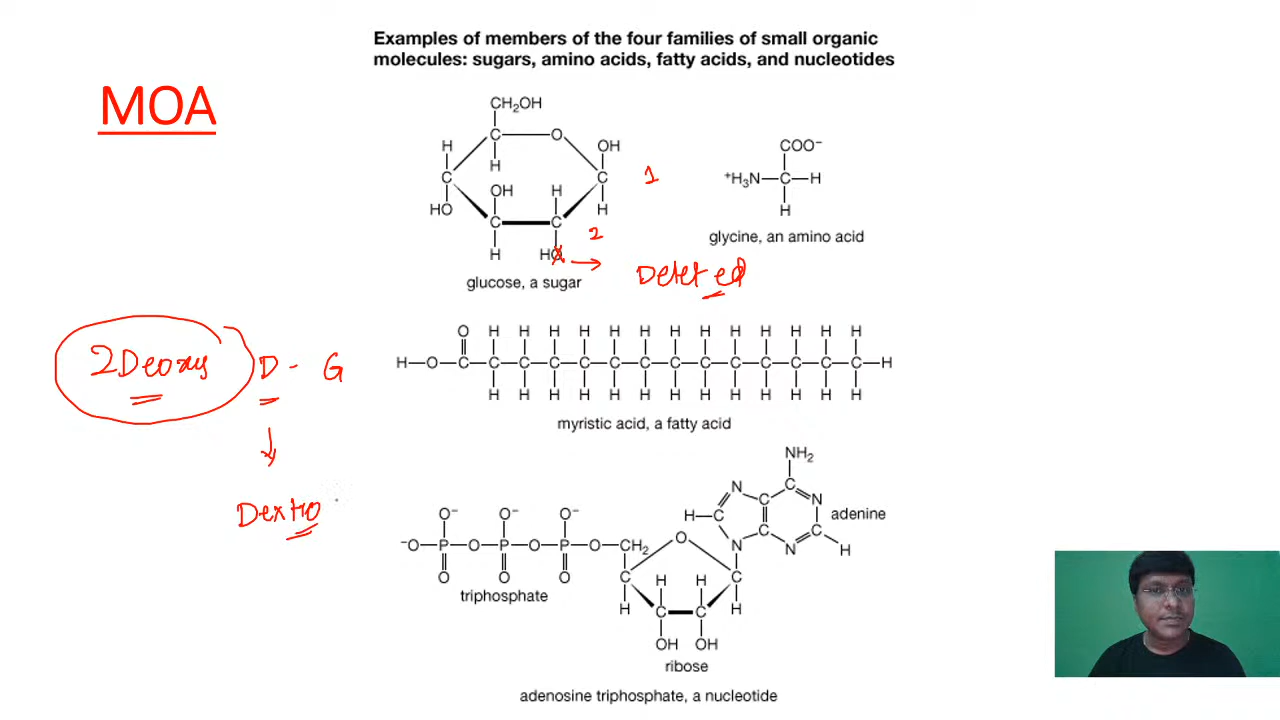 Examples of members of the four families of small organic
molecules: sugars, amino acids, fatty acids, and nucleotides
MOA
CH₂OH
H C O OH
H
C OH H C 1
HO C C H
2
H HO → Deleted
glucose, a sugar
COO⁻
⁺H₃N—C—H
H
glycine, an amino acid
2Deoxy D - G
Dextro
O H H H H H H H H H H H H H
H—O—C—C—C—C—C—C—C—C—C—C—C—C—C—C—H
H H H H H H H H H H H H H
myristic acid, a fatty acid
NH₂
N C N
H—C C adenine
N C N C H
O⁻ O⁻ O⁻
⁻O—P—O—P—O—P—O—CH₂ O
O O O C H H C
triphosphate
H C C H
OH OH
ribose
adenosine triphosphate, a nucleotide